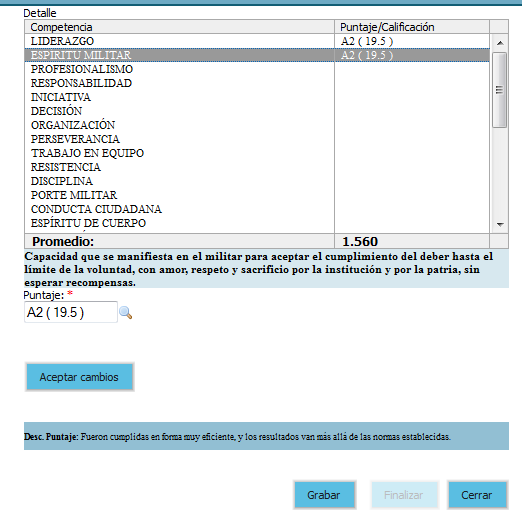 Detalle
Competencia Puntaje/Calificación
LIDERAZGO A2 ( 19.5 )
ESPÍRITU MILITAR A2 ( 19.5 )
PROFESIONALISMO
RESPONSABILIDAD
INICIATIVA
DECISIÓN
ORGANIZACIÓN
PERSEVERANCIA
TRABAJO EN EQUIPO
RESISTENCIA
DISCIPLINA
PORTE MILITAR
CONDUCTA CIUDADANA
ESPÍRITU DE CUERPO
Promedio: 1.560
Capacidad que se manifiesta en el militar para aceptar el cumplimiento del deber hasta el
límite de la voluntad, con amor, respeto y sacrificio por la institución y por la patria, sin
esperar recompensas.
Puntaje: *
A2 ( 19.5 )
Aceptar cambios
Desc. Puntaje: Fueron cumplidas en forma muy eficiente, y los resultados van más allá de las normas establecidas.
Grabar Finalizar Cerrar